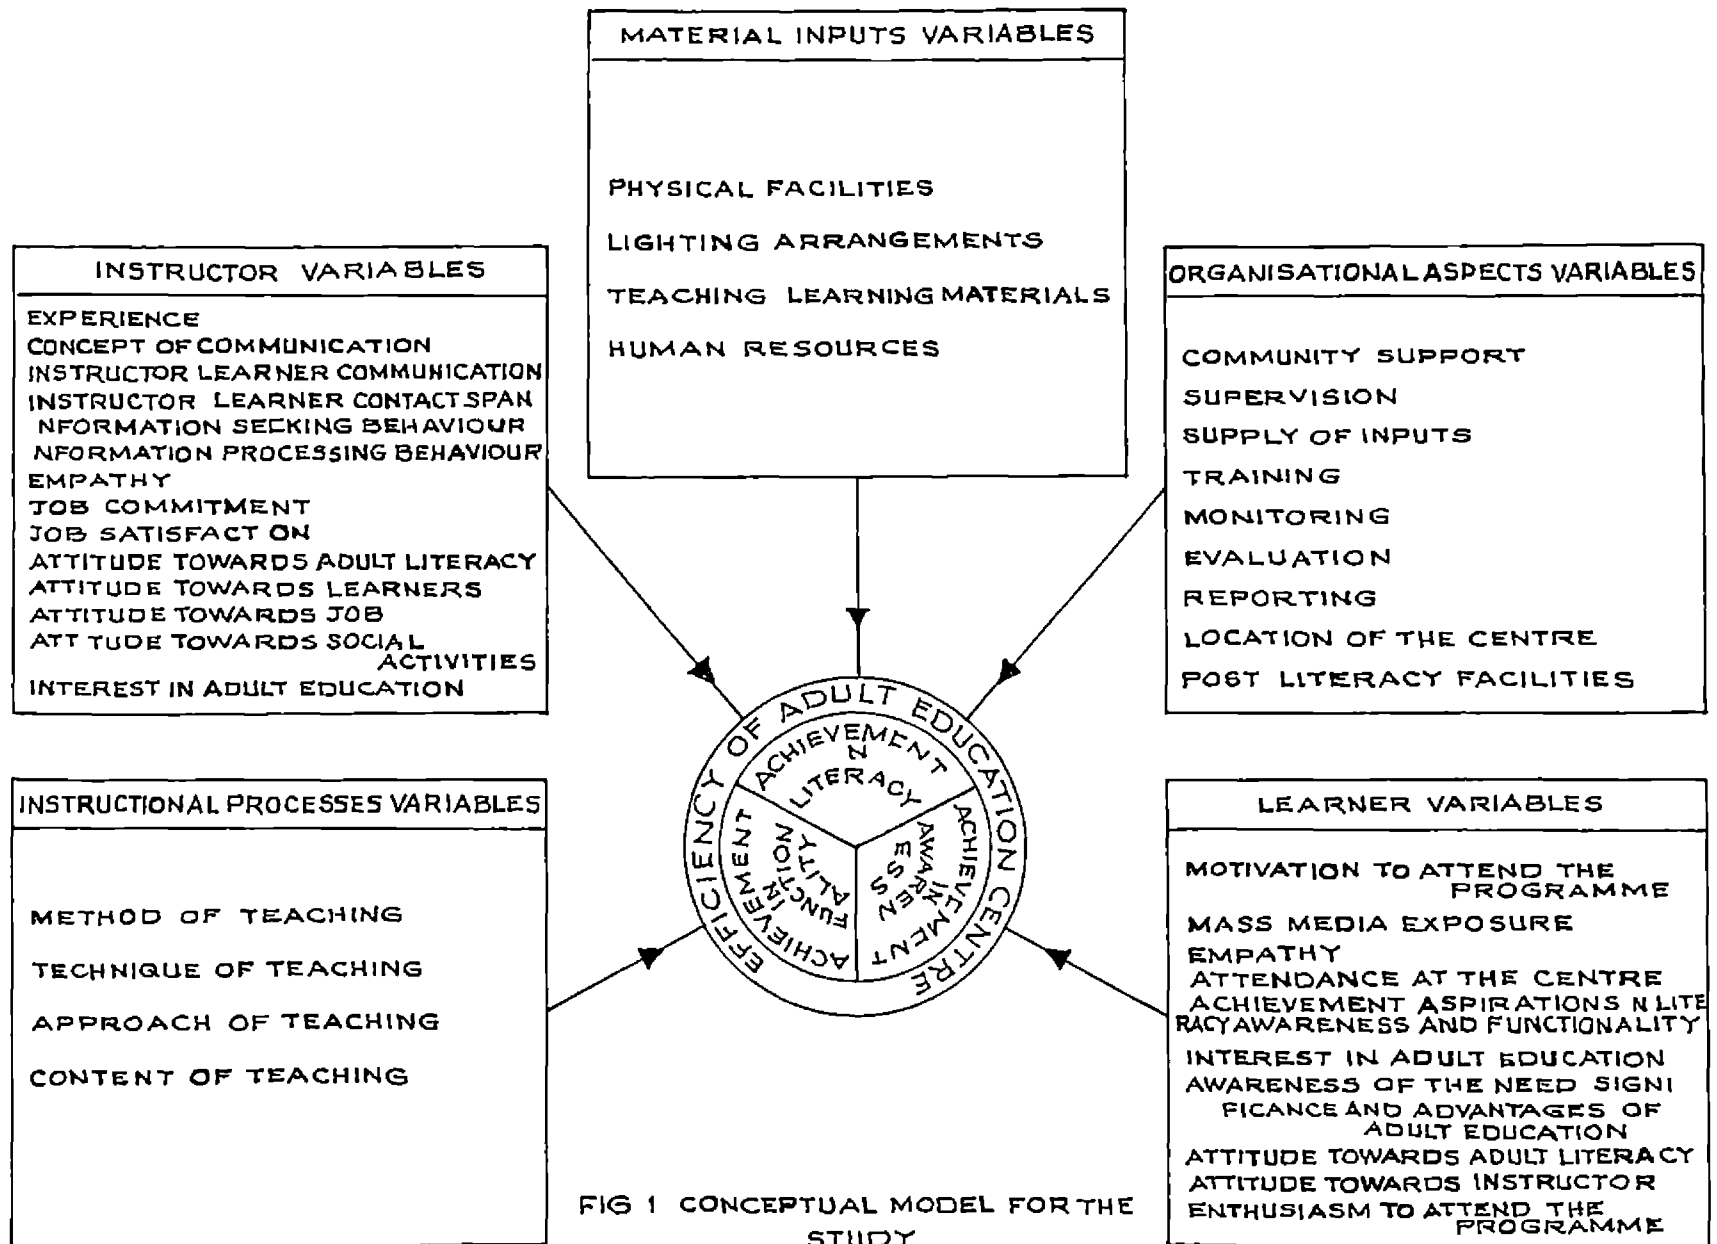 MATERIAL INPUTS VARIABLES
PHYSICAL FACILITIES
LIGHTING ARRANGEMENTS
TEACHING LEARNING MATERIALS
HUMAN RESOURCES
INSTRUCTOR VARIABLES
EXPERIENCE
CONCEPT OF COMMUNICATION
INSTRUCTOR LEARNER COMMUNICATION
INSTRUCTOR LEARNER CONTACT SPAN
NFORMATION SEEKING BEHAVIOUR
NFORMATION PROCESSING BEHAVIOUR
EMPATHY
JOB COMMITMENT
JOB SATISFACT ON
ATTITUDE TOWARDS ADULT LITERACY
ATTITUDE TOWARDS LEARNERS
ATTITUDE TOWARDS JOB
ATT TUDE TOWARDS SOCIAL
ACTIVITIES
INTEREST IN ADULT EDUCATION
ORGANISATIONAL ASPECTS VARIABLES
COMMUNITY SUPPORT
SUPERVISION
SUPPLY OF INPUTS
TRAINING
MONITORING
EVALUATION
REPORTING
LOCATION OF THE CENTRE
POST LITERACY FACILITIES
EFFICIENCY OF ADULT EDUCATION CENTRE
ACHIEVEMENT
N
LITERACY
ACHIEVEMENT
IN
FUNCTION
ALITY
ACHIEVEMENT
IN
AWAREN
ESS
INSTRUCTIONAL PROCESSES VARIABLES
METHOD OF TEACHING
TECHNIQUE OF TEACHING
APPROACH OF TEACHING
CONTENT OF TEACHING
LEARNER VARIABLES
MOTIVATION TO ATTEND THE
PROGRAMME
MASS MEDIA EXPOSURE
EMPATHY
ATTENDANCE AT THE CENTRE
ACHIEVEMENT ASPIRATIONS N LITE
RACY AWARENESS AND FUNCTIONALITY
INTEREST IN ADULT EDUCATION
AWARENESS OF THE NEED SIGNI
FICANCE AND ADVANTAGES OF
ADULT EDUCATION
ATTITUDE TOWARDS ADULT LITERACY
ATTITUDE TOWARDS INSTRUCTOR
ENTHUSIASM TO ATTEND THE
PROGRAMME
FIG 1 CONCEPTUAL MODEL FOR THE
STUDY